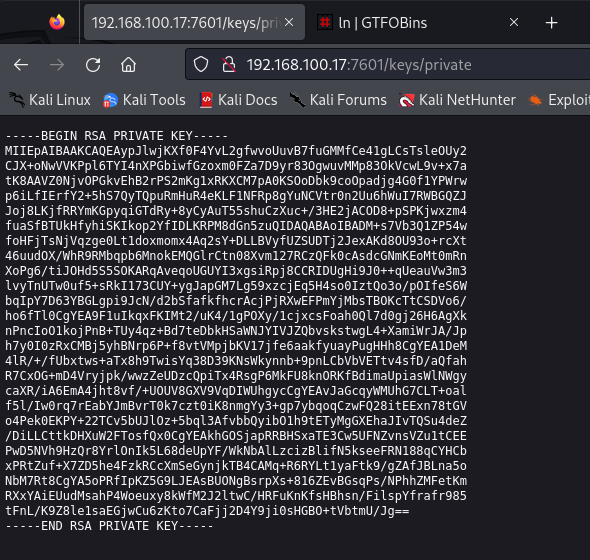 192.168.100.17:7601/keys/pri
ln | GTFOBins
192.168.100.17:7601/keys/private
Kali Linux
Kali Tools
Kali Docs
Kali Forums
Kali NetHunter
Exploit
-----BEGIN RSA PRIVATE KEY-----
MIIEpAIBAAKCAQEAypJlwjKXf0F4YvL2gfwvoUuvB7fuGMMfCe41gLCsTsleOUy2
CJX+oNwVVKPpl6TYI4nXPGbiwfGzoxm0FZa7D9yr83OgwuvMMp83OkVcwL9v+x7a
tK8AAVZ0NjvOPGkvEhB2rPS2mKg1xRKXCM7pA0KSOoDbk9coOpadjg4G0f1YPWrw
p6iLfIErfY2+5hS7QyTQpuRmHuR4eKLF1NFRp8gYuNCVtr0n2Uu6hWuI7RWBGQZJ
Joj8LKjfRRYmKGpyqiGTdRy+8yCyAuT55shuCzXuc+/3HE2jACOD8+pSPKjwxzm4
fuaSfBTUkHfyhiSKIkop2YfIDLKRPM8dGn5zuQIDAQABAoIBADM+s7Vb3Q1ZP54w
foHFjTsNjVqzge0Lt1doxmomx4Aq2sY+DLLBVyfUZSUDTj2JexAKd8OU93o+rcXt
46uudOX/WhR9RMbqpb6MnokEMQGlrCtn08Xvm127RCzQFk0cAsdcGNmKEoMt0mRn
XoPg6/tiJOHd5S5SOKARqAveqoUGUYI3xgsiRpj8CCRIDUgHi9J0++qUeauVw3m3
lvyTnUTw0uf5+sRkI173CUY+ygJapGM7Lg59xzcjEq5H4so0IztQo3o/pOIfeS6W
bqIpY7D63YBGLgpi9JcN/d2bSfafkfhcrAcjPjRXwEFPmYjMbsTBOKcTtCSDVo6/
ho6fTl0CgYEA9F1uIkqxFKIMt2/uK4/1gPOXy/1cjxcsFoah0Ql7d0gj26H6AgXk
nPncIoO1kojPnB+TUy4qz+Bd7teDbkHSaWNJYIVJZQbvskstwgL4+XamiWrJA/Jp
h7y0I0zRxCMBj5yhBNrp6P+f8vtVMpjbKV17jfe6aakfyuayPugHHh8CgYEA1DeM
4lR/+/fUbxtws+aTx8h9TwisYq38D39KNsWkynnb+9pnLCbVbVETtv4sfD/aQfah
R7CxOG+mD4Vryjpk/wwzZeUDzcQpiTx4RsgP6MkFU8knORKfBdimaUpiasWlNWgy
caXR/iA6EmA4jht8vf/+UOUV8GXV9VqDIWUhgycCgYEAvJaGcqyWMUhG7CLT+oal
f5l/Iw0rq7rEabYJmBvrT0k7czt0iK8nmgYy3+gp7ybqoqCzwFQ28itEExn78tGV
o4Pek0EKPY+22TCv5bUJlOz+5bql3AfvbbQyibO1h9tETyMgGXEhaJIvTQSu4deZ
/DiLLCttkDHXuW2FTosfQx0CgYEAkhGOSjapRRBHSxaTE3Cw5UFNZvnsVZu1tCEE
PwD5NVh9HzQr8YrlOnIk5L68deUpYF/WkNbAlLzcizBlifN5kseeFRN188qCYHCb
xPRtZuf+X7ZD5he4FzkRCcXmSeGynjkTB4CAMq+R6RYLt1yaFtk9/gZAfJBLna5o
NbM7Rt8CgYA5oPRfIpKZ5G9LJEAsBUONgBsrpXs+816ZEvBGsqPs/NPhhZMFetKm
RXxYAiEUudMsahP4Woeuxy8kWfM2J2ltwC/HRFuKnKfsHBhsn/FilspYfrafr985
tFnL/K9Z8le1saEGjwCu6zKto7CaFjj2D4Y9ji0sHGBO+tVbtmU/Jg==
-----END RSA PRIVATE KEY-----